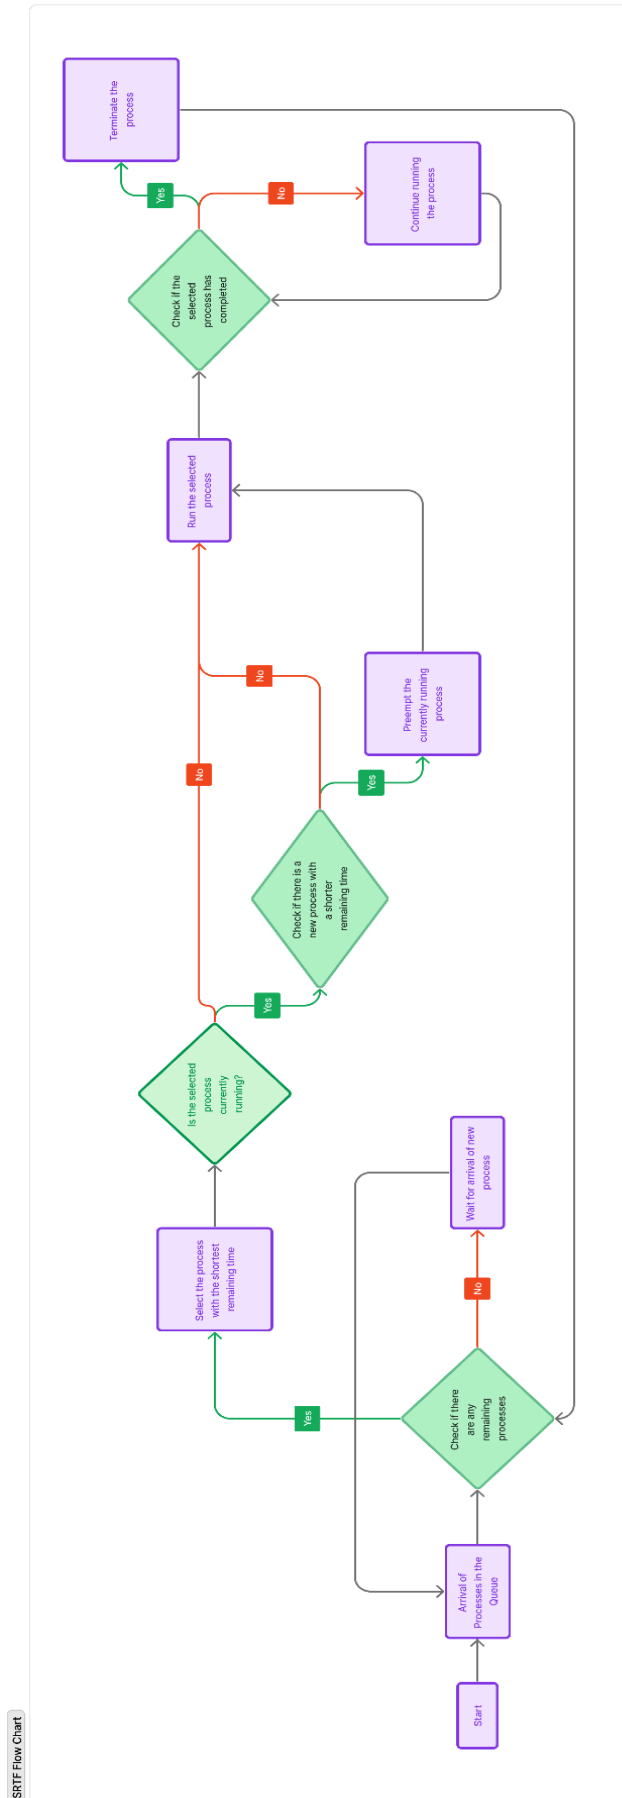 SRTF Flow Chart
Start
Arrival of
Processes in the
Queue
Check if there
are any
remaining
processes
No
Wait for arrival of new
process
Yes
Select the process
with the shortest
remaining time
Is the selected
process
currently
running?
Yes
No
Check if there is a
new process with
a shorter
remaining time
Yes
No
Preempt the
currently running
process
Run the selected
process
Check if the
selected
process has
completed
Yes
No
Terminate the
process
Continue running
the process